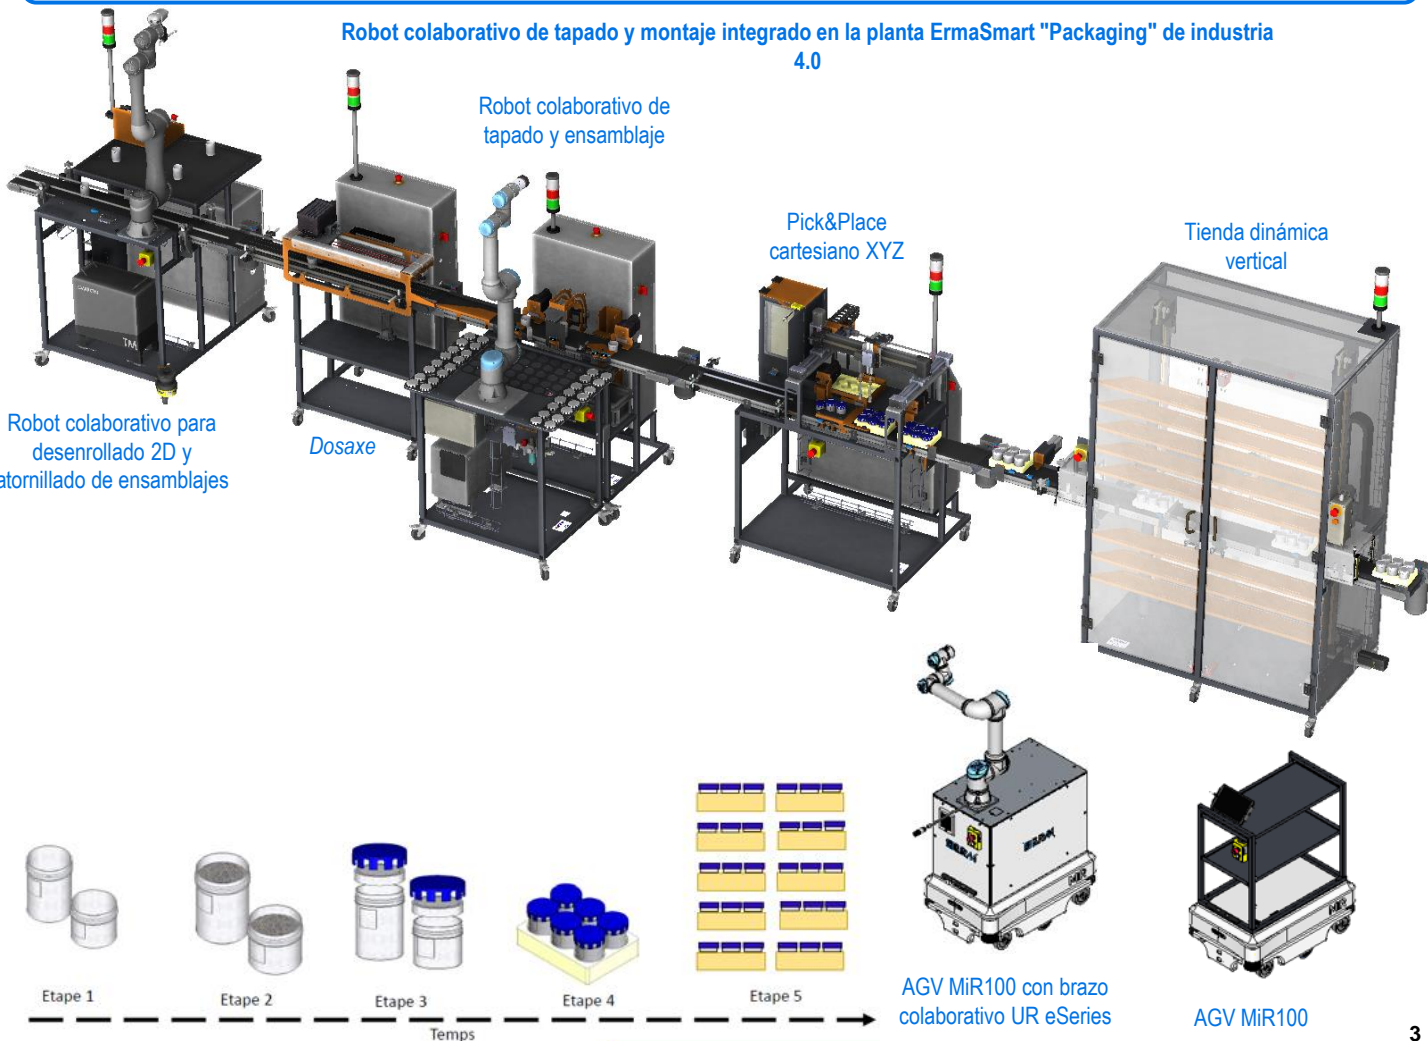 Robot colaborativo de tapado y montaje integrado en la planta ErmaSmart "Packaging" de industria
4.0
Robot colaborativo de
tapado y ensamblaje
Pick&Place
cartesiano XYZ
Tienda dinámica
vertical
Robot colaborativo para
desenrollado 2D y
atornillado de ensamblajes
Dosaxe
TM
Etape 1
Etape 2
Etape 3
Etape 4
Etape 5
Temps
MiR
AGV MiR100 con brazo
colaborativo UR eSeries
MiR
AGV MiR100
3